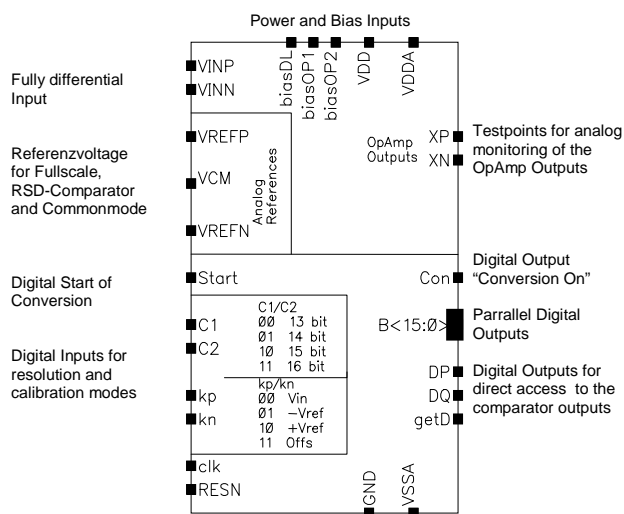 Power and Bias Inputs
biasDL
biasOP1
biasOP2
VDD
VDDA
Fully differential
Input
VINP
VINN
Referenzvoltage
for Fullscale,
RSD-Comparator
and Commonmode
VREFP
VCM
VREFN
Analog
References
OpAmp
Outputs
XP
XN
Testpoints for analog
monitoring of the
OpAmp Outputs
Digital Start of
Conversion
Start
Con
Digital Output
“Conversion On”
Digital Inputs for
resolution and
calibration modes
C1
C2
C1/C2
00 13 bit
01 14 bit
10 15 bit
11 16 bit
B<15:0>
Parrallel Digital
Outputs
kp
kn
kp/kn
00 Vin
01 −Vref
10 +Vref
11 Offs
DP
DQ
getD
Digital Outputs for
direct access to the
comparator outputs
clk
RESN
GND
VSSA